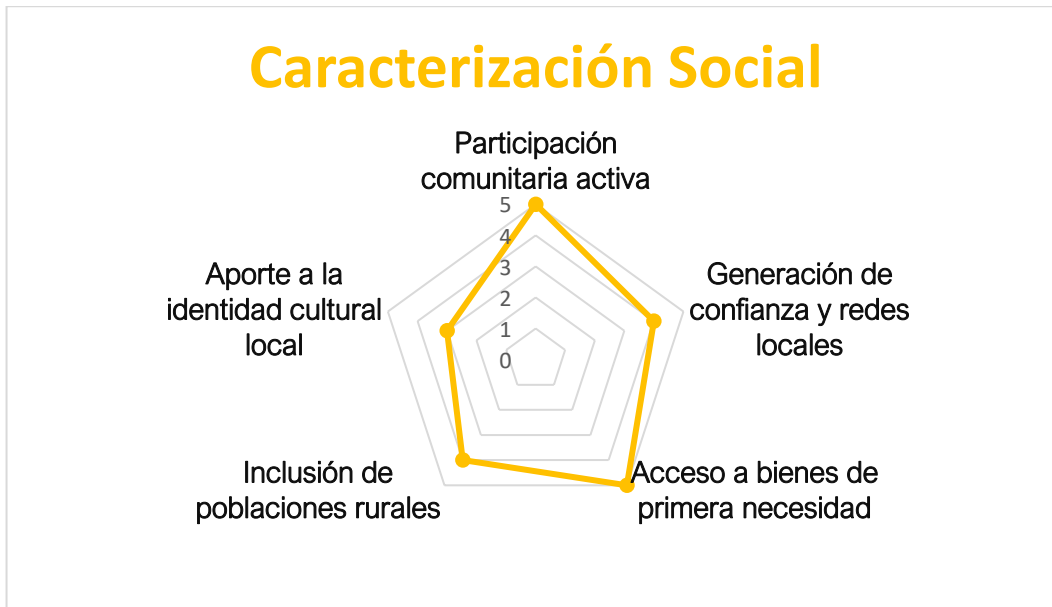 Caracterización Social
Participación
comunitaria activa
5
4
3
2
1
0
Generación de
confianza y redes
locales
Acceso a bienes de
primera necesidad
Inclusión de
poblaciones rurales
Aporte a la
identidad cultural
local